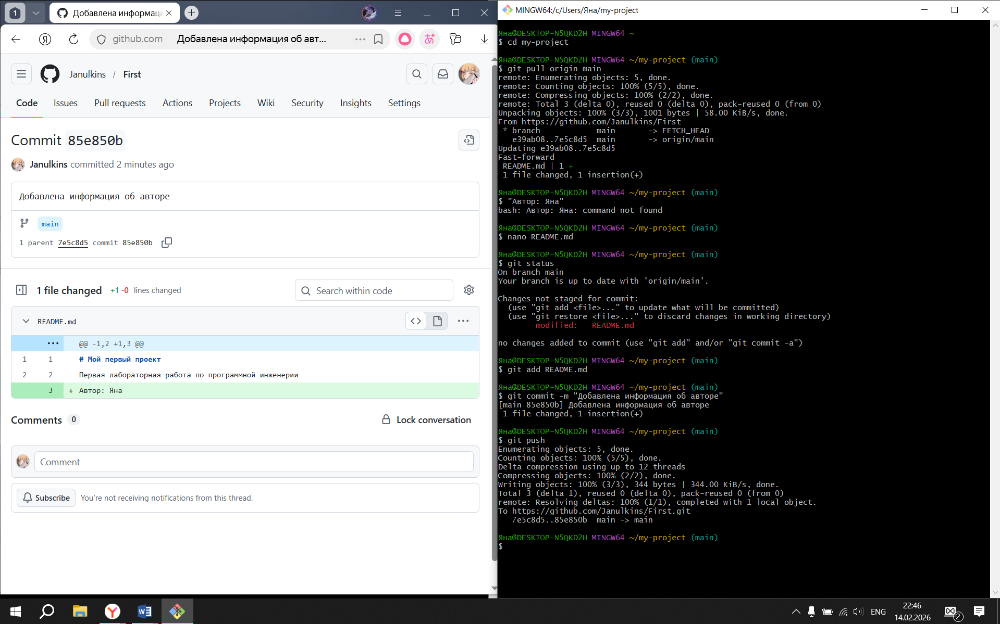 1
Добавлена информаци
github.com
Добавлена информация об авт...
Janulkins / First
Code Issues Pull requests Actions Projects Wiki Security Insights Settings
Commit 85e850b
Janulkins committed 2 minutes ago
Добавлена информация об авторе
main
1 parent 7e5c8d5 commit 85e850b
1 file changed +1 -0 lines changed
Search within code
README.md
@@ -1,2 +1,3 @@
1 1 # Мой первый проект
2 2 Первая лабораторная работа по программной инженерии
3 + Автор: Яна
Comments 0
Lock conversation
Comment
Subscribe You're not receiving notifications from this thread.
MINGW64:/c/Users/Яна/my-project
Яна@DESKTOP-N5QKD2H MINGW64 ~
$ cd my-project
Яна@DESKTOP-N5QKD2H MINGW64 ~/my-project (main)
$ git pull origin main
remote: Enumerating objects: 5, done.
remote: Counting objects: 100% (5/5), done.
remote: Compressing objects: 100% (2/2), done.
remote: Total 3 (delta 0), reused 0 (delta 0), pack-reused 0 (from 0)
Unpacking objects: 100% (3/3), 1001 bytes | 58.00 KiB/s, done.
From https://github.com/Janulkins/First
* branch main -> FETCH_HEAD
e39ab08..7e5c8d5 main -> origin/main
Updating e39ab08..7e5c8d5
Fast-forward
README.md | 1 +
1 file changed, 1 insertion(+)
Яна@DESKTOP-N5QKD2H MINGW64 ~/my-project (main)
$ "Автор: Яна"
bash: Автор: Яна: command not found
Яна@DESKTOP-N5QKD2H MINGW64 ~/my-project (main)
$ nano README.md
Яна@DESKTOP-N5QKD2H MINGW64 ~/my-project (main)
$ git status
On branch main
Your branch is up to date with 'origin/main'.
Changes not staged for commit:
(use "git add <file>..." to update what will be committed)
(use "git restore <file>..." to discard changes in working directory)
modified: README.md
no changes added to commit (use "git add" and/or "git commit -a")
Яна@DESKTOP-N5QKD2H MINGW64 ~/my-project (main)
$ git add README.md
Яна@DESKTOP-N5QKD2H MINGW64 ~/my-project (main)
$ git commit -m "Добавлена информация об авторе"
[main 85e850b] Добавлена информация об авторе
1 file changed, 1 insertion(+)
Яна@DESKTOP-N5QKD2H MINGW64 ~/my-project (main)
$ git push
Enumerating objects: 5, done.
Counting objects: 100% (5/5), done.
Delta compression using up to 12 threads
Compressing objects: 100% (2/2), done.
Writing objects: 100% (3/3), 344 bytes | 344.00 KiB/s, done.
Total 3 (delta 1), reused 0 (delta 0), pack-reused 0 (from 0)
remote: Resolving deltas: 100% (1/1), completed with 1 local object.
To https://github.com/Janulkins/First.git
7e5c8d5..85e850b main -> main
Яна@DESKTOP-N5QKD2H MINGW64 ~/my-project (main)
$
ENG
22:46
14.02.2026
2